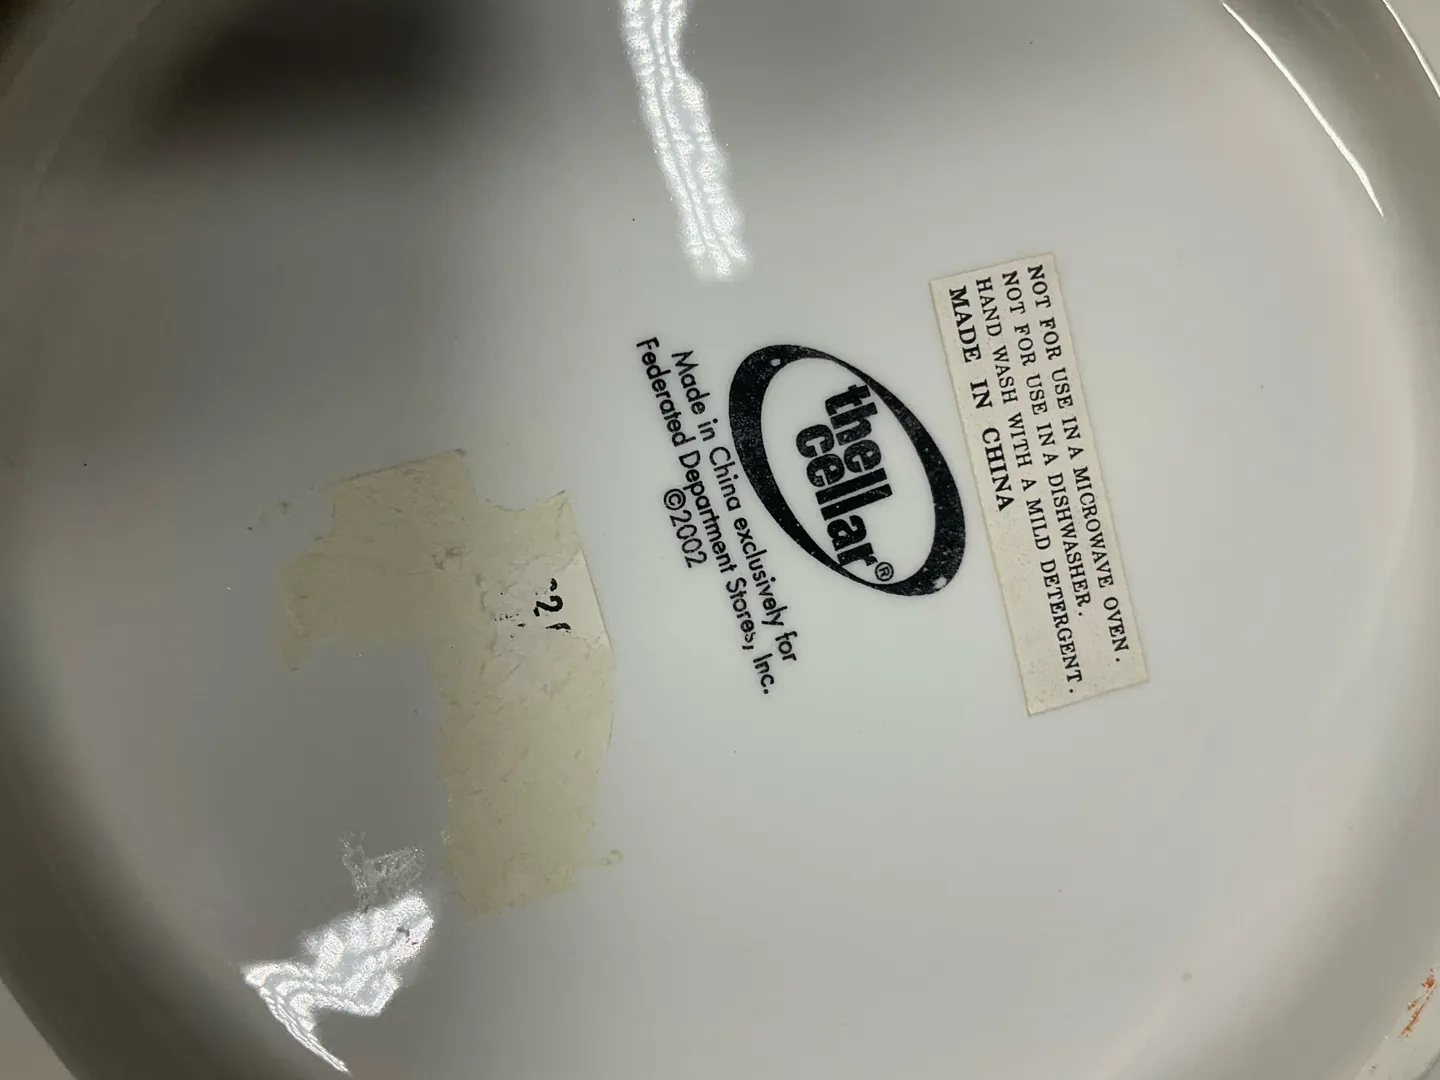 NOT FOR USE IN A MICROWAVE OVEN.
NOT FOR USE IN A DISHWASHER.
HAND WASH WITH A MILD DETERGENT.
MADE IN CHINA
the
cellar®
Made in China exclusively for
Federated Department Stores, Inc.
©2002